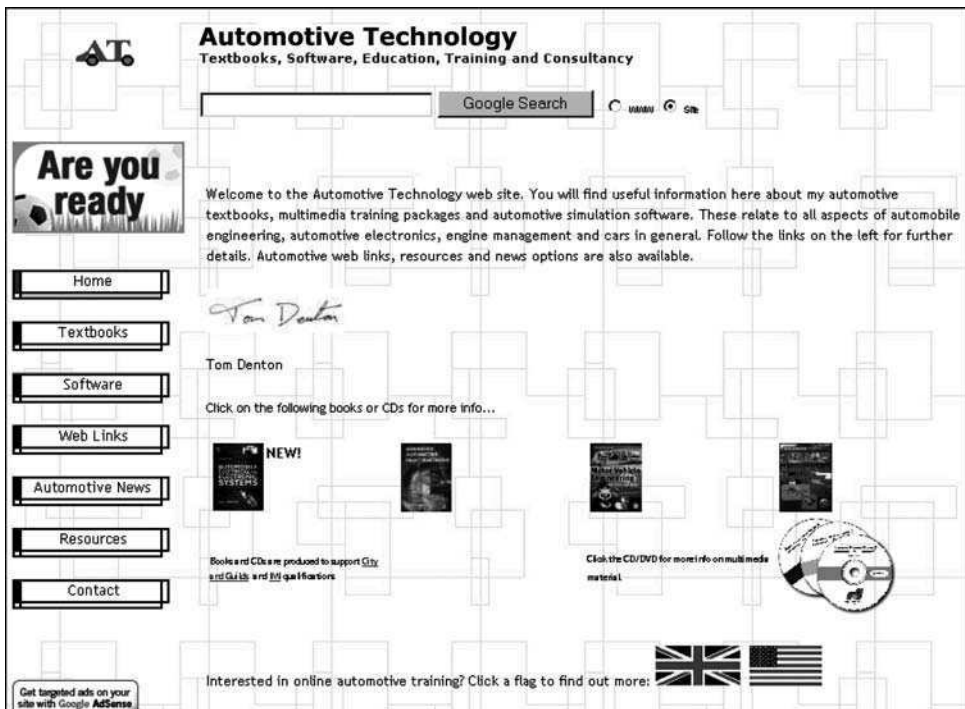 AT
Automotive Technology
Textbooks, Software, Education, Training and Consultancy
Google Search
WWW
Site
Are you
ready
Welcome to the Automotive Technology web site. You will find useful information here about my automotive
textbooks, multimedia training packages and automotive simulation software. These relate to all aspects of automobile
engineering, automotive electronics, engine management and cars in general. Follow the links on the left for further
details. Automotive web links, resources and news options are also available.
Home
Textbooks
Software
Web Links
Automotive News
Resources
Contact
Tom Denton
Tom Denton
Click on the following books or CDs for more info...
NEW!
SYSTEMS
Motor Vehicle
Engineering
Books and CDs are produced to support City
and Guilds and IMI qualifications
Click the CD/DVD for more info on multimedia
material.
Interested in online automotive training? Click a flag to find out more:
Get targeted ads on your
site with Google AdSense